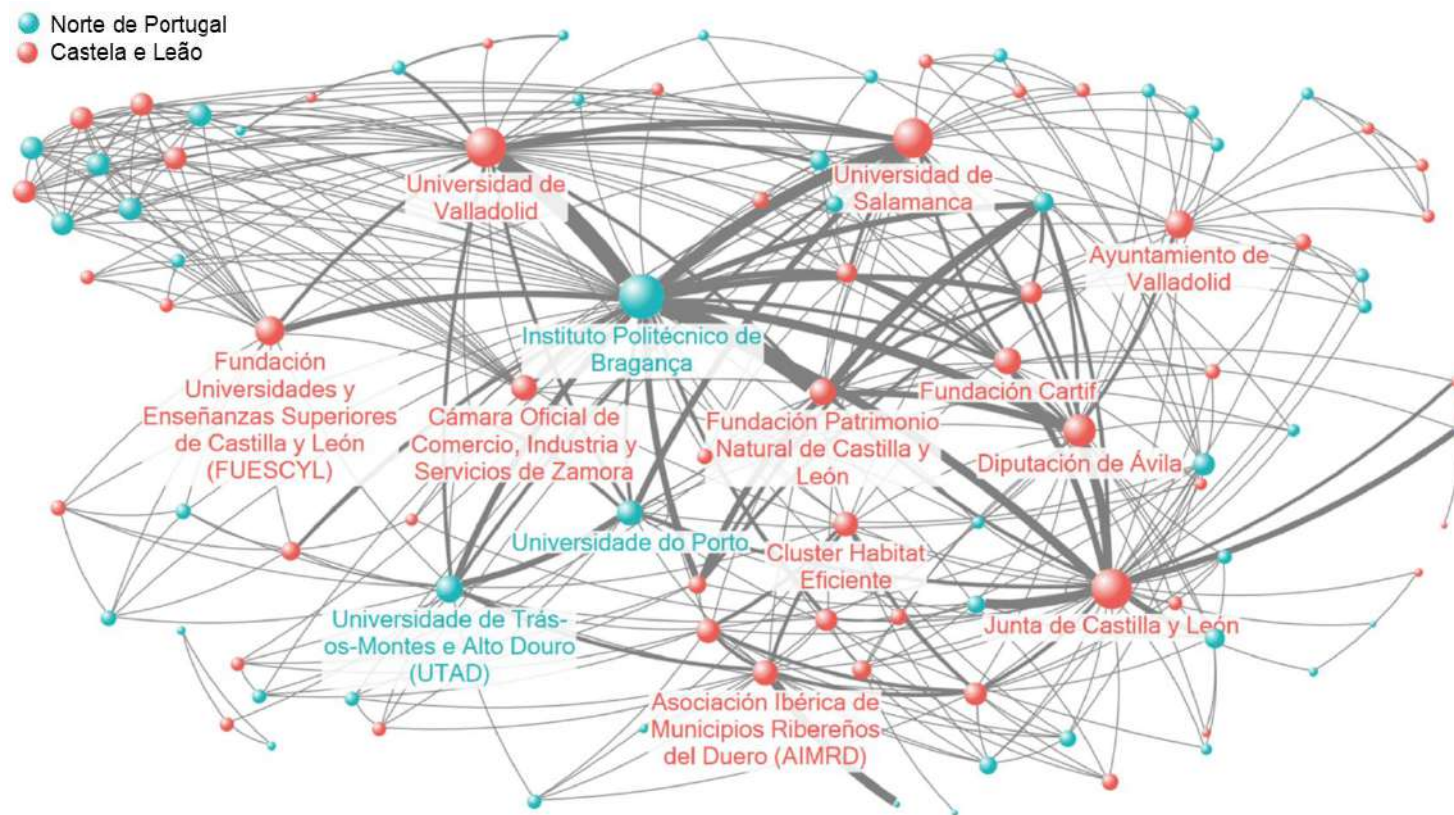 Norte de Portugal
Castela e Leão
Universidad de
Valladolid
Universidad de
Salamanca
Ayuntamiento de
Valladolid
Instituto Politécnico de
Bragança
Fundación
Universidades y
Enseñanzas Superiores
de Castilla y León
(FUESCYL)
Cámara Oficial de
Comercio, Industria y
Servicios de Zamora
Fundación Patrimonio
Natural de Castilla y
León
Fundación Cartif
Diputación de Ávila
Universidade do Porto
Cluster Habitat
Eficiente
Universidade de Trás-
os-Montes e Alto Douro
(UTAD)
Junta de Castilla y León
Asociación Ibérica de
Municipios Ribereños
del Duero (AIMRD)